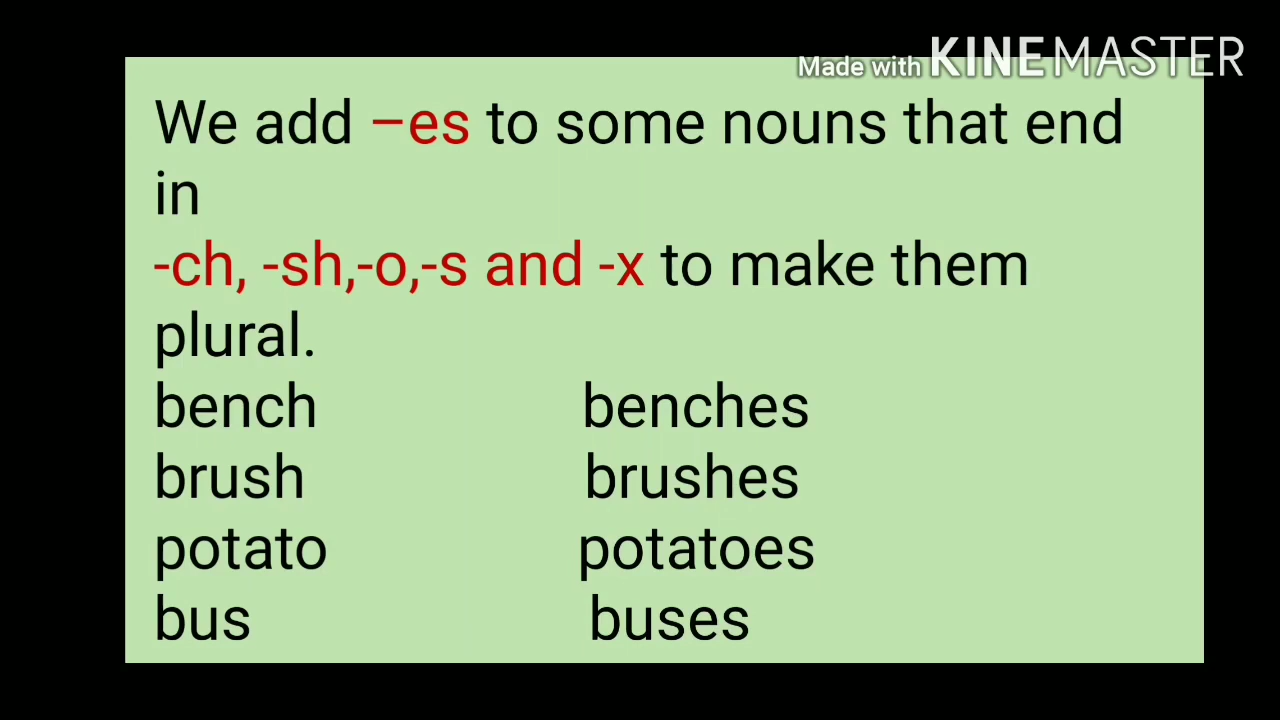 Made with KINEMASTER
We add –es to some nouns that end
in
-ch, -sh,-o,-s and -x to make them
plural.
bench benches
brush brushes
potato potatoes
bus buses